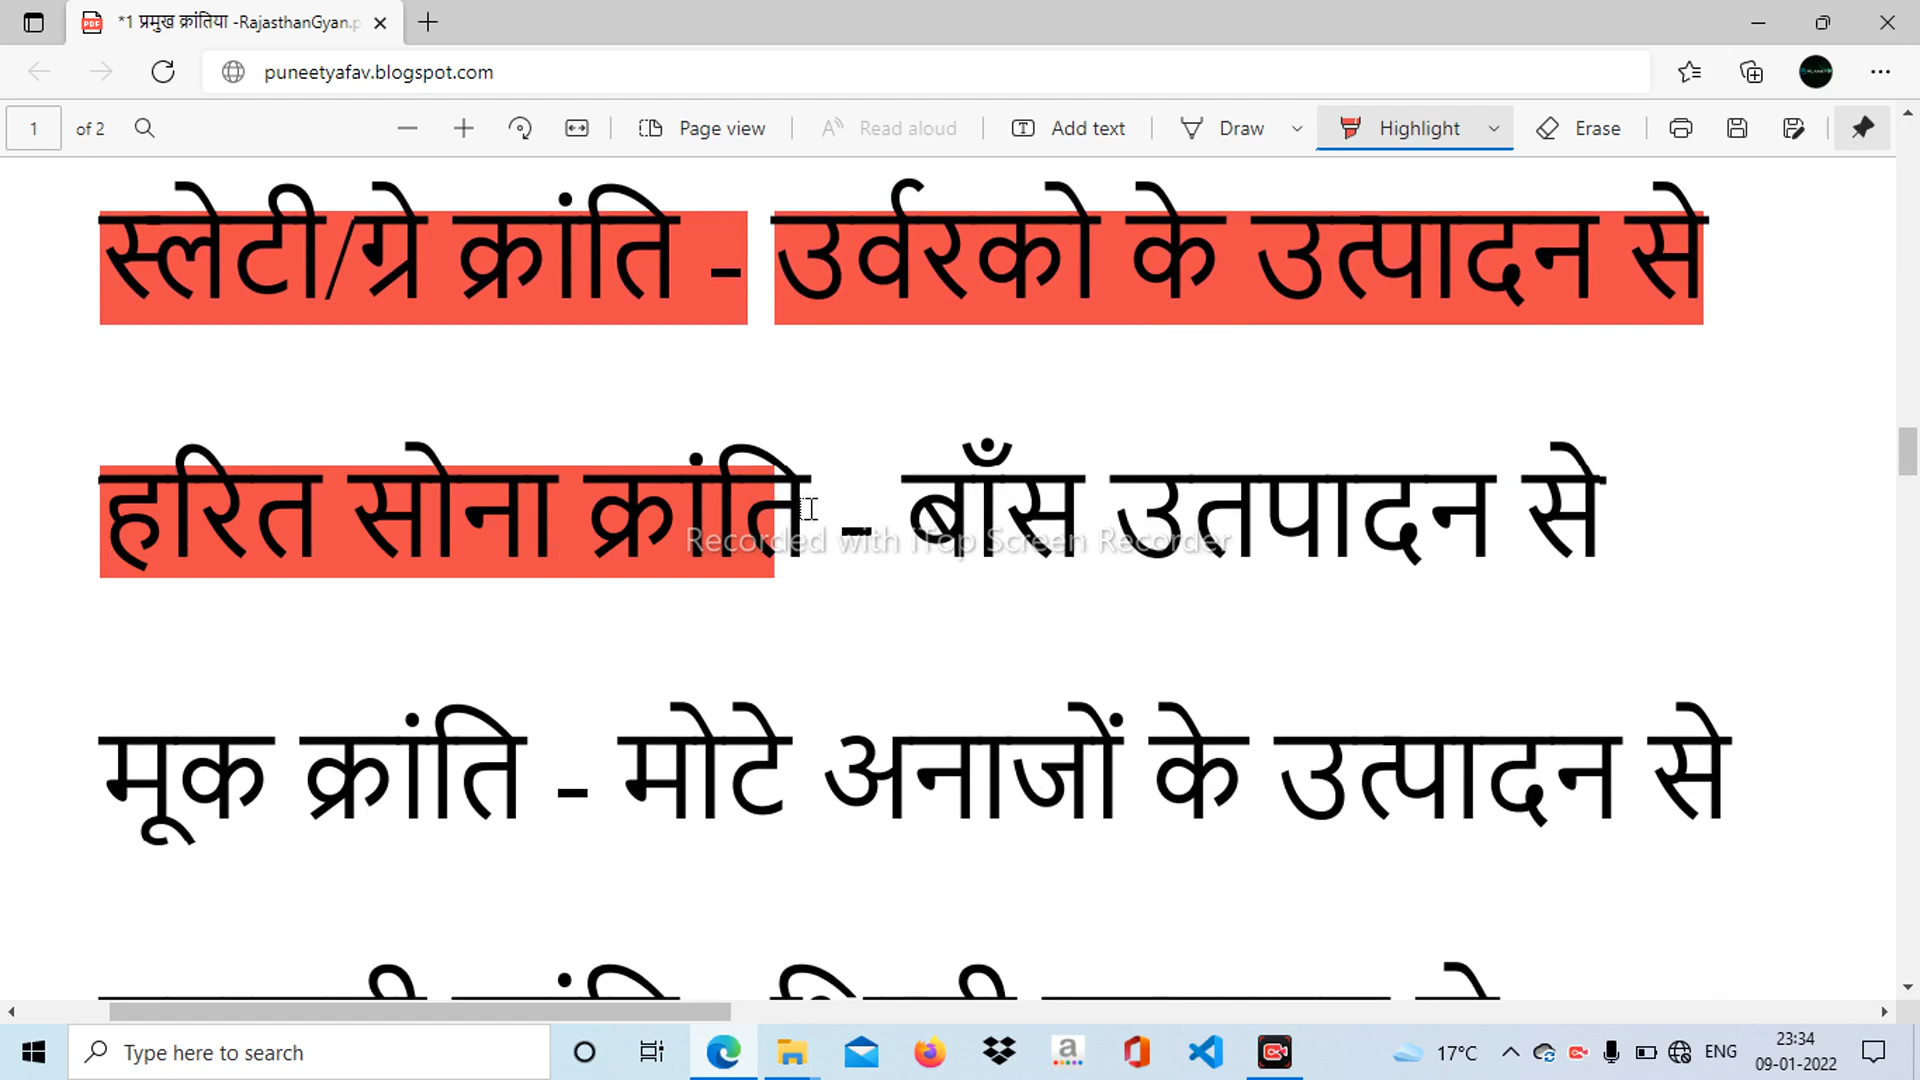 *1 प्रमुख क्रांतिया -RajasthanGyan.p
puneetyafav.blogspot.com
1 of 2 Page view Read aloud Add text Draw Highlight Erase
स्लेटी/ग्रे क्रांति - उर्वरको के उत्पादन से
हरित सोना क्रांति - बाँस उतपादन से
Recorded with iTop Screen Recorder
मूक क्रांति - मोटे अनाजों के उत्पादन से
Type here to search 17°C ENG 23:34
09-01-2022